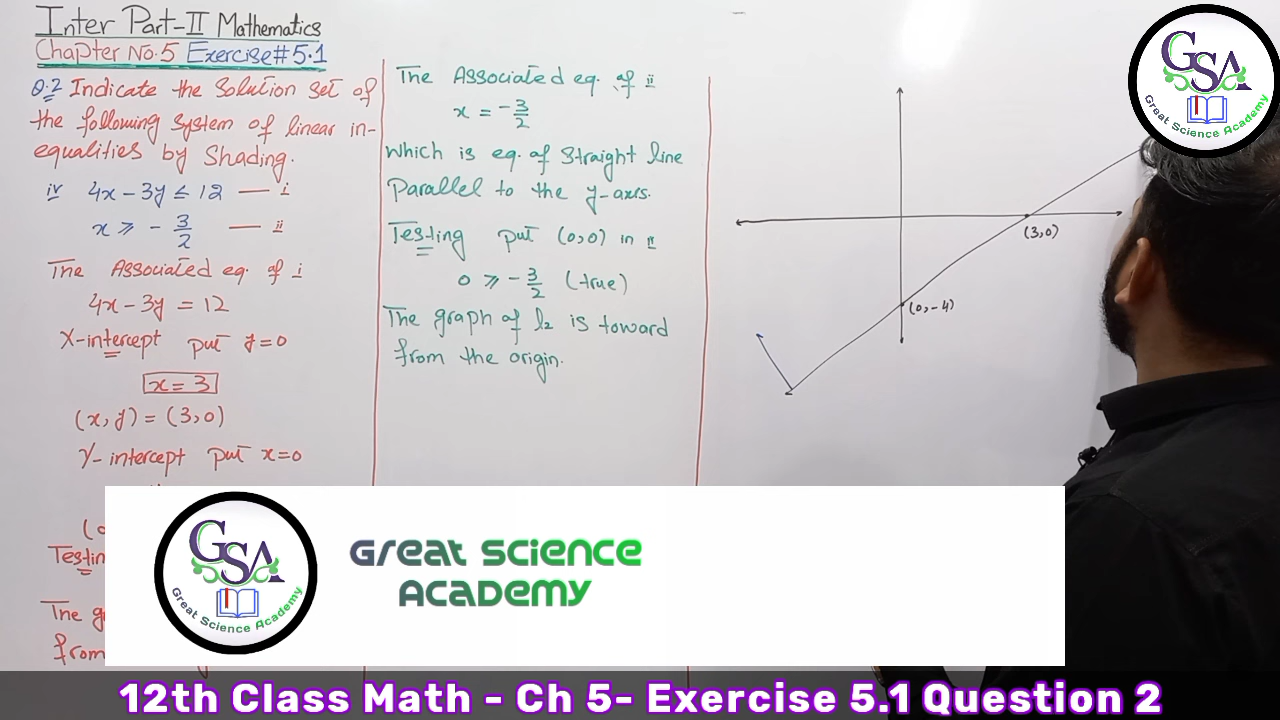 Inter Part-II Mathematics
Chapter No.5 Exercise#5.1
Q.2 Indicate the Solution set of
the following system of linear in-
equalities by Shading.
iv 4x - 3y ≤ 12 — i
x ≥ - 3/2 — ii
The Associated eq. of i
4x - 3y = 12
X-intercept put y=0
x = 3
(x, y) = (3, 0)
Y-intercept put x=0
(0
Testin
The g
from
The Associated eq. of ii
x = -3/2
Which is eq. of Straight line
Parallel to the y-axis.
Testing put (0,0) in ii
0 ≥ -3/2 (true)
The graph of l2 is toward
from the origin.
(3,0)
(0,-4)
GSA
Great Science Academy
GSA
Great Science Academy
Great Science
Academy
12th Class Math - Ch 5- Exercise 5.1 Question 2